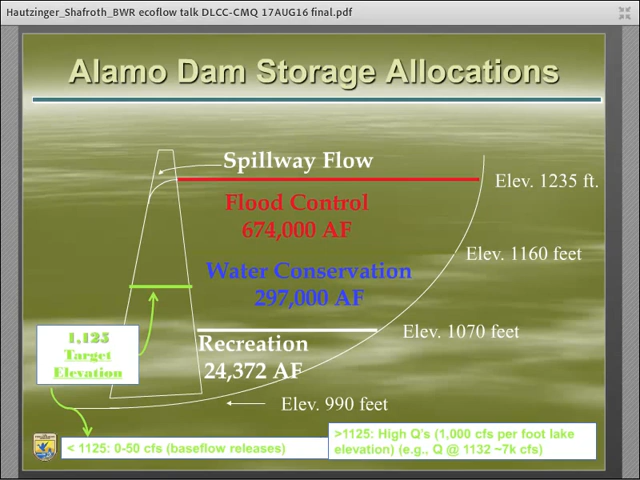 Hautzinger_Shafroth_BWR ecoflow talk DLCC-CMQ 17AUG16 final.pdf
Alamo Dam Storage Allocations
Spillway Flow
Elev. 1235 ft.
Flood Control
674,000 AF
Elev. 1160 feet
Water Conservation
297,000 AF
1,125
Target
Elevation
Elev. 1070 feet
Recreation
24,372 AF
Elev. 990 feet
< 1125: 0-50 cfs (baseflow releases)
>1125: High Q's (1,000 cfs per foot lake
elevation) (e.g., Q @ 1132 ~7k cfs)